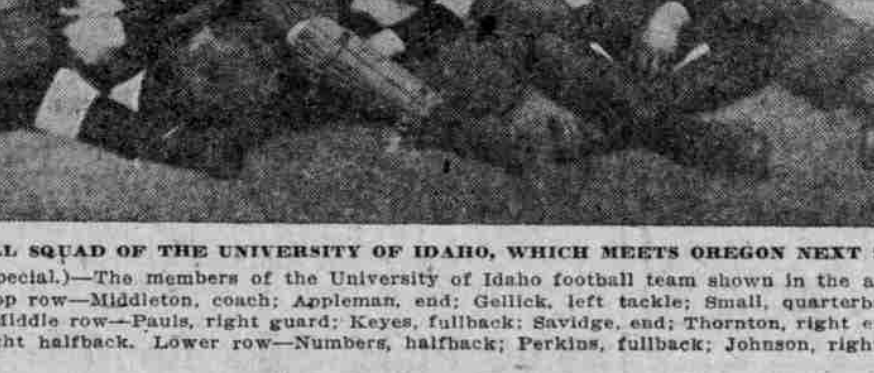 SQUAD OF THE UNIVERSITY OF IDAHO, WHICH MEETS OREGON NEXT
pecial.)—The members of the University of Idaho football team shown in the a
op row—Middleton, coach; Appleman, end; Gellick, left tackle; Small, quarterb
Middle row—Pauls, right guard; Keyes, fullback; Savidge, end; Thornton, right e
ht halfback. Lower row—Numbers, halfback; Perkins, fullback; Johnson, righ